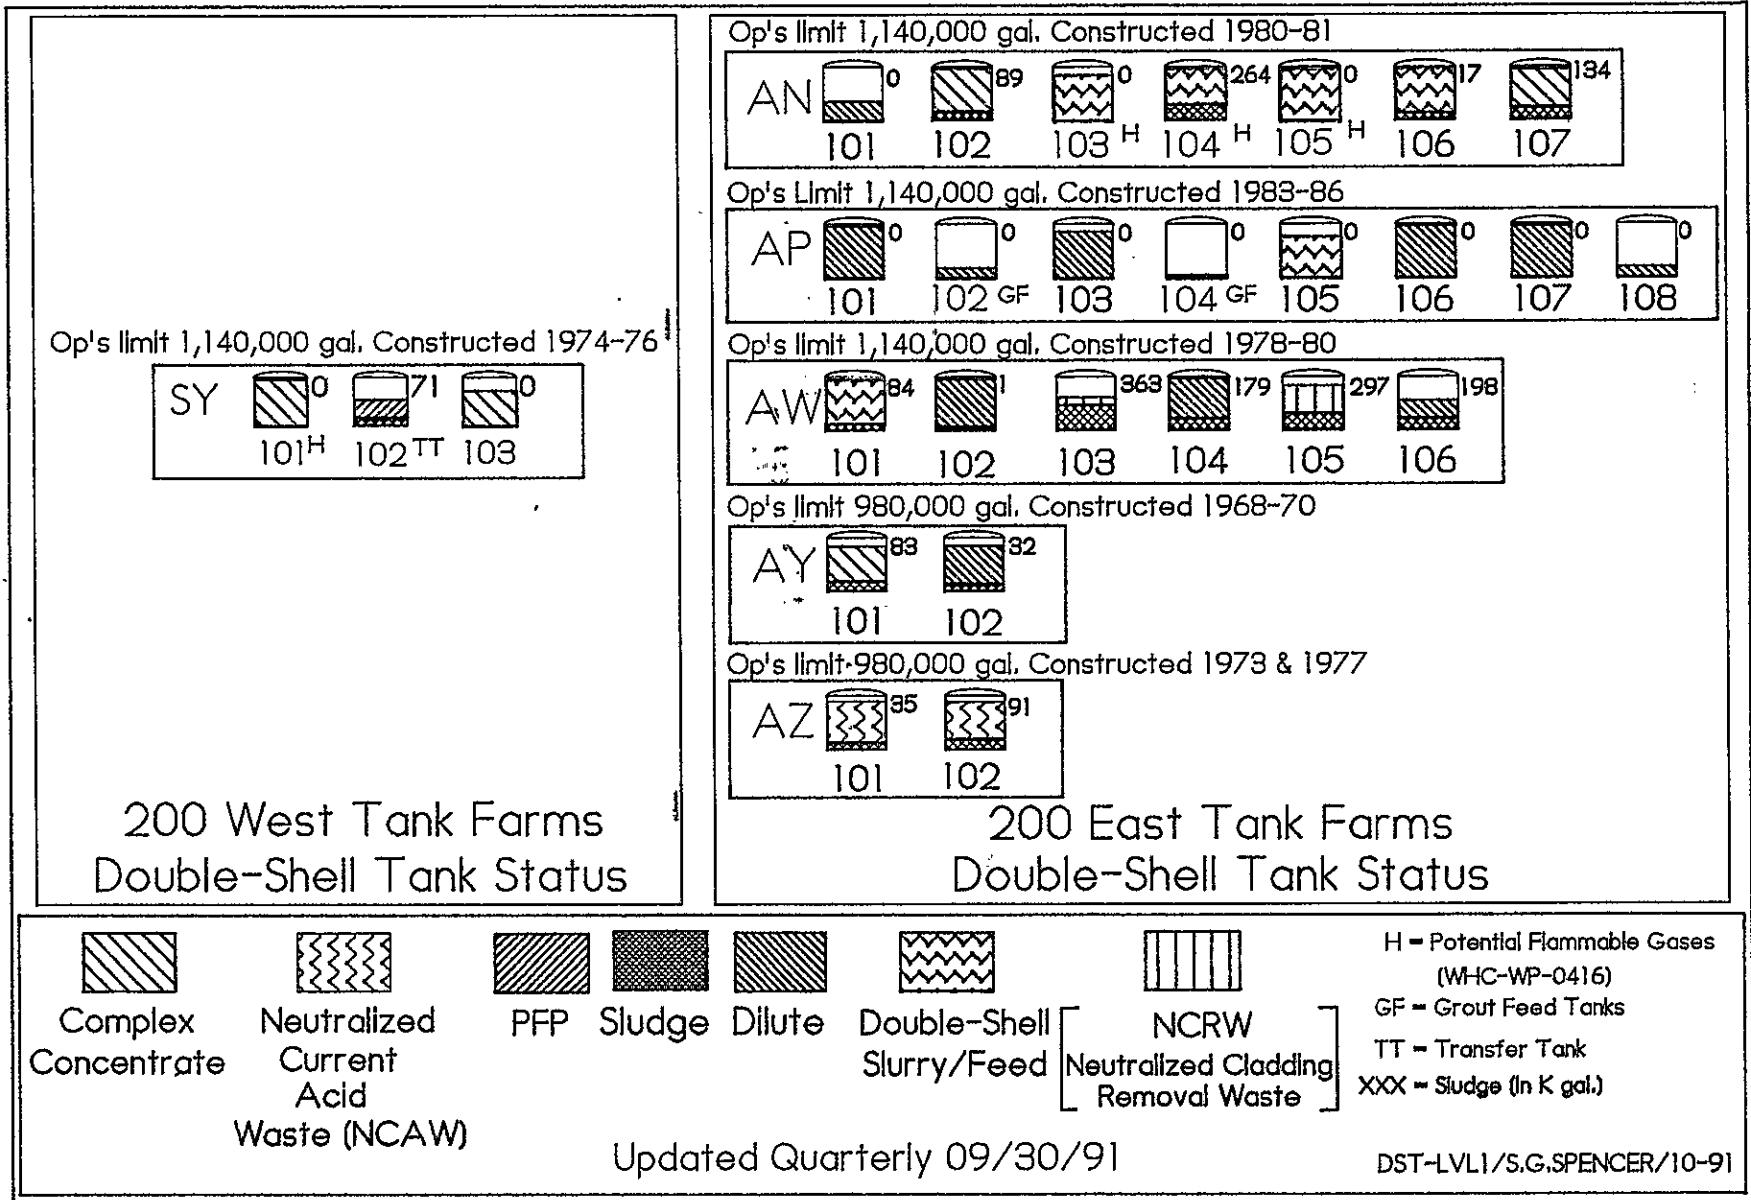 Op's limit 1,140,000 gal. Constructed 1974-76
SY 0 71 0
101 H 102 TT 103
200 West Tank Farms
Double-Shell Tank Status
Op's limit 1,140,000 gal. Constructed 1980-81
AN 0 89 0 264 0 17 134
101 102 103 H 104 H 105 H 106 107
Op's Limit 1,140,000 gal. Constructed 1983-86
AP 0 0 0 0 0 0 0 0
101 102 GF 103 104 GF 105 106 107 108
Op's limit 1,140,000 gal. Constructed 1978-80
AW 84 1 363 179 297 198
101 102 103 104 105 106
Op's limit 980,000 gal. Constructed 1968-70
AY 83 32
101 102
Op's limit 980,000 gal. Constructed 1973 & 1977
AZ 35 91
101 102
200 East Tank Farms
Double-Shell Tank Status
Complex
Concentrate
Neutralized
Current
Acid
Waste (NCAW)
PFP
Sludge
Dilute
Double-Shell
Slurry/Feed
NCRW
Neutralized Cladding
Removal Waste
H - Potential Flammable Gases
(WHC-WP-0416)
GF - Grout Feed Tanks
TT - Transfer Tank
XXX - Sludge (in K gal.)
Updated Quarterly 09/30/91
DST-LVL1/S.G.SPENCER/10-91